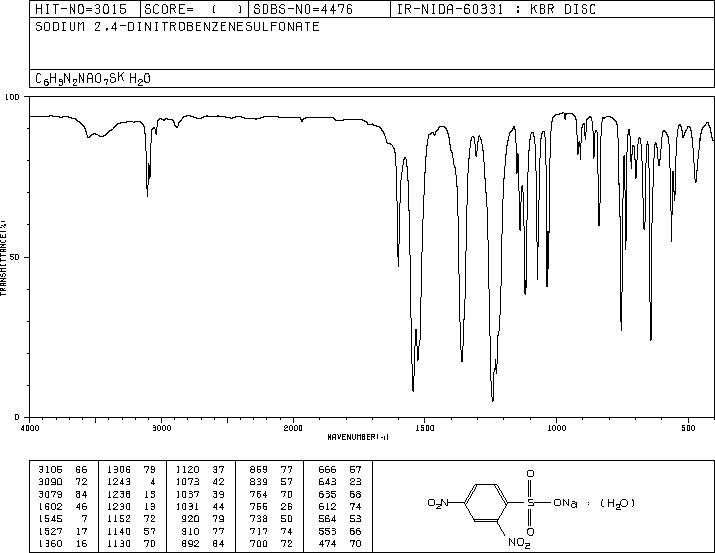 HIT-NO=3015 SCORE= ( ) SDBS-NO=4476 IR-NIDA-60331 : KBR DISC
SODIUM 2,4-DINITROBENZENESULFONATE
C6H3N2NAO7S·X H2O
100
50
0
TRANSMITTANCE(%)
4000 3000 2000 1500 1000 500
WAVENUMBER(-1)
3105 66 1306 79 1120 37 869 77 666 57
3090 72 1243 4 1073 42 839 57 643 23
3079 84 1238 15 1037 39 764 70 635 68
1602 46 1230 13 1031 44 755 26 612 74
1545 7 1152 72 920 79 738 50 564 53
1527 17 1140 57 910 77 717 74 553 66
1360 16 1130 70 892 84 700 72 474 70
O
O2N S ONa : (H2O)
O
NO2